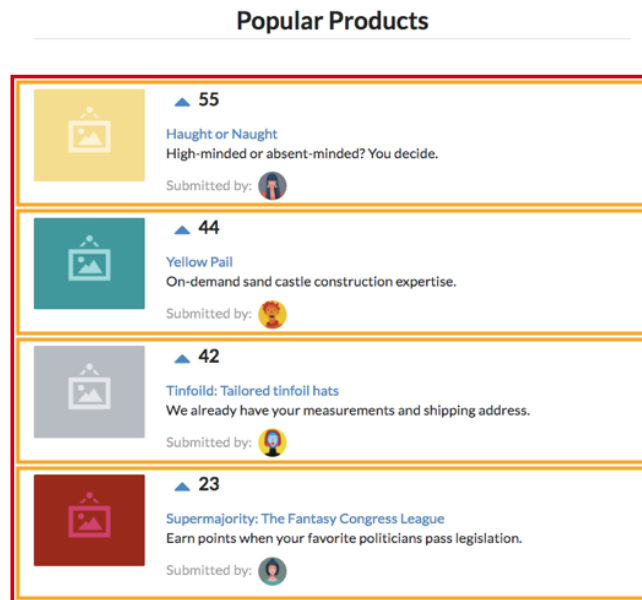 Popular Products
55
Haught or Naught
High-minded or absent-minded? You decide.
Submitted by:
44
Yellow Pail
On-demand sand castle construction expertise.
Submitted by:
42
Tinfoild: Tailored tinfoil hats
We already have your measurements and shipping address.
Submitted by:
23
Supermajority: The Fantasy Congress League
Earn points when your favorite politicians pass legislation.
Submitted by: